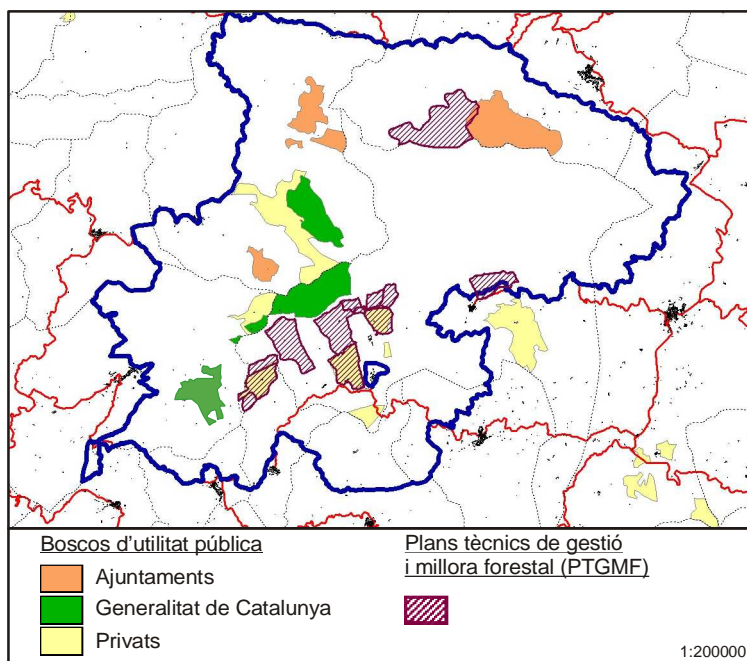 Boscos d'utilitat pública
Ajuntaments
Generalitat de Catalunya
Privats
Plans tècnics de gestió
i millora forestal (PTGMF)
1:200000